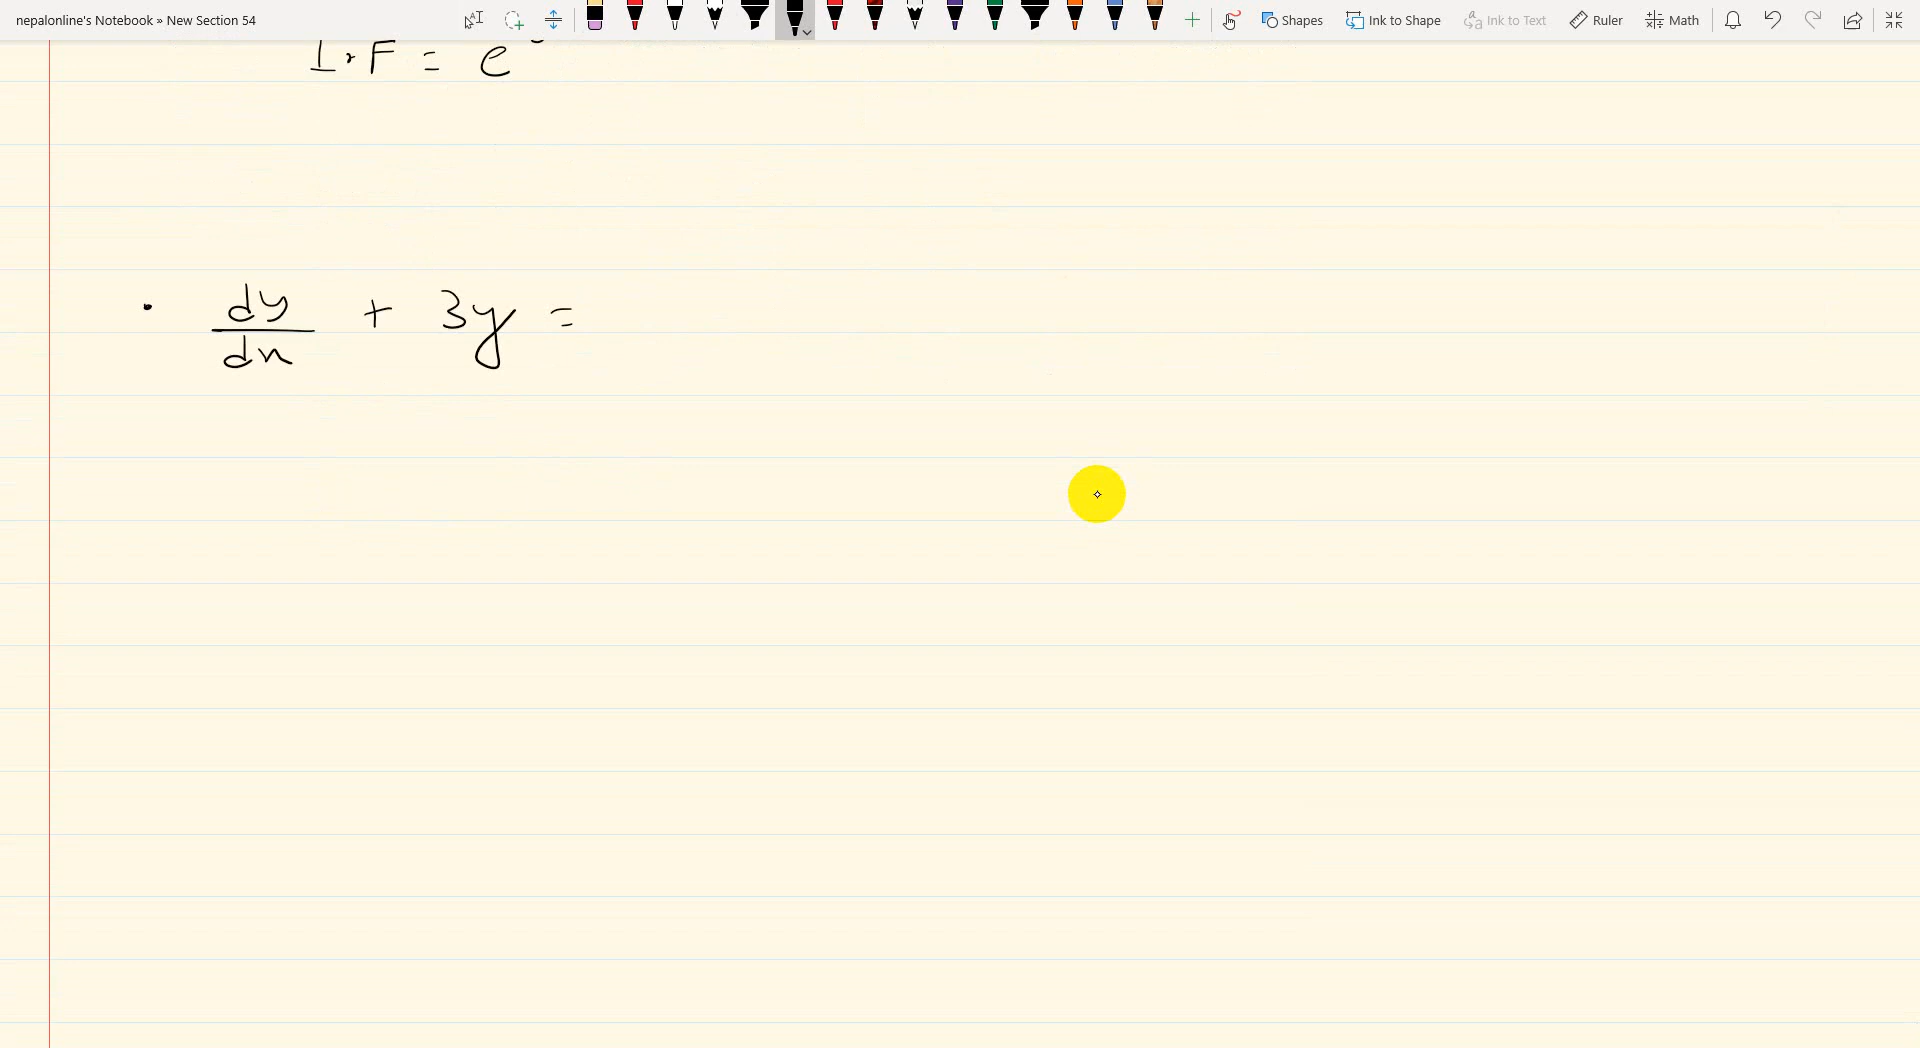 nepalonline's Notebook » New Section 54
Shapes
Ink to Shape
Ink to Text
Ruler
Math
I.F = e
dy/dx + 3y =